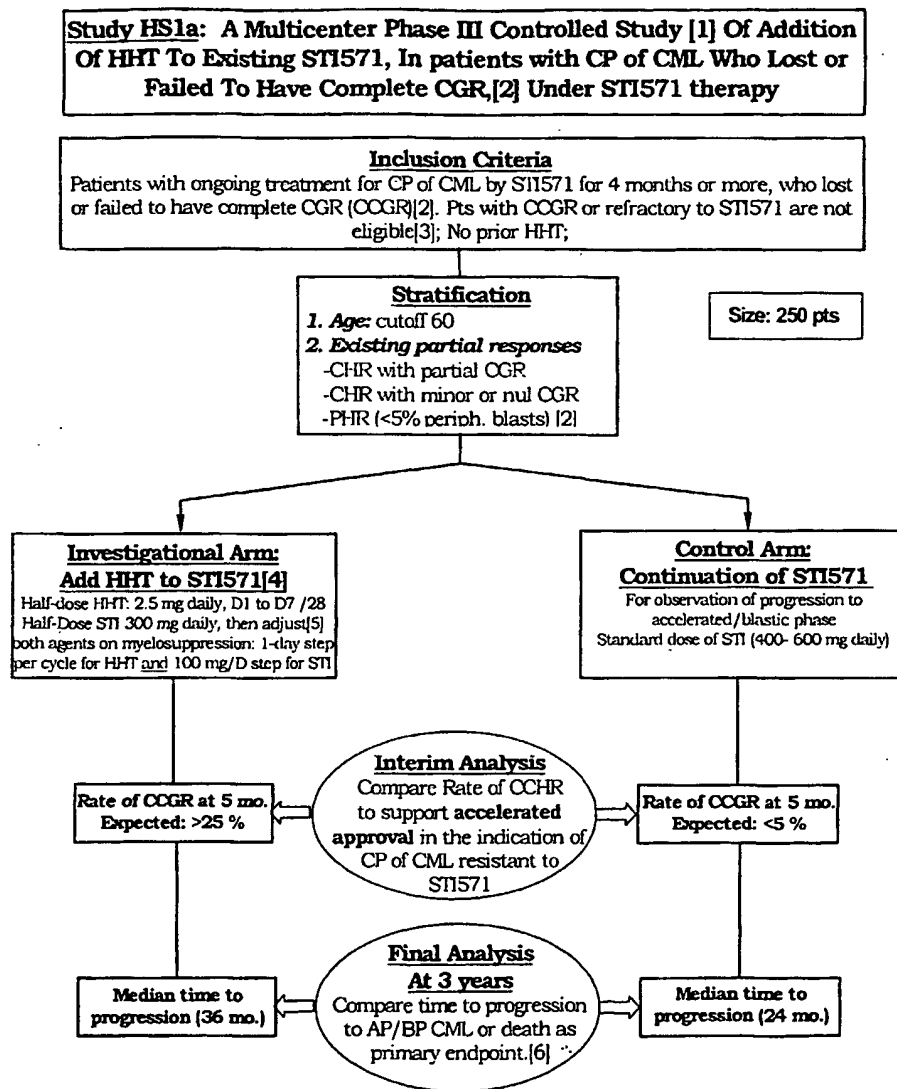 Study HS1a: A Multicenter Phase III Controlled Study [1] Of Addition
Of HHT To Existing STI571, In patients with CP of CML Who Lost or
Failed To Have Complete CGR,[2] Under STI571 therapy
Inclusion Criteria
Patients with ongoing treatment for CP of CML by STI571 for 4 months or more, who lost
or failed to have complete CGR (CCGR)[2]. Pts with CCGR or refractory to STI571 are not
eligible[3]; No prior HHT;
Stratification
1. Age: cutoff 60
2. Existing partial responses
-CHR with partial CGR
-CHR with minor or nul CGR
-PHR (<5% periph. blasts) [2]
Size: 250 pts
Investigational Arm:
Add HHT to STI571[4]
Half-dose HHT: 2.5 mg daily, D1 to D7 /28
Half-Dose STI 300 mg daily, then adjust[5]
both agents on myelosuppression: 1-day step
per cycle for HHT and 100 mg/D step for STI
Control Arm:
Continuation of STI571
For observation of progression to
accelerated/blastic phase
Standard dose of STI (400- 600 mg daily)
Interim Analysis
Compare Rate of CCHR
to support accelerated
approval in the indication of
CP of CML resistant to
STI571
Rate of CCGR at 5 mo.
Expected: >25 %
Rate of CCGR at 5 mo.
Expected: <5 %
Final Analysis
At 3 years
Compare time to progression
to AP/BP CML or death as
primary endpoint.[6]
Median time to
progression (36 mo.)
Median time to
progression (24 mo.)